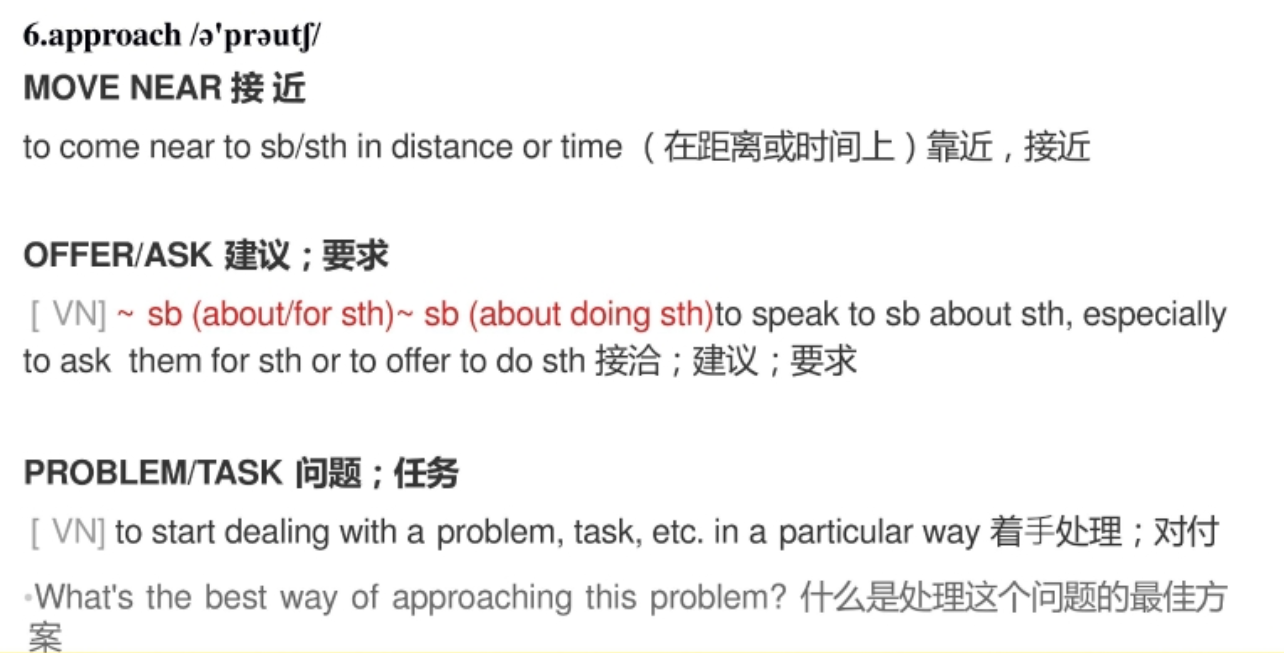 6.approach /ə'prəutʃ/
MOVE NEAR 接 近
to come near to sb/sth in distance or time （在距离或时间上）靠近，接近
OFFER/ASK 建议；要求
[ VN] ~ sb (about/for sth)~ sb (about doing sth)to speak to sb about sth, especially
to ask them for sth or to offer to do sth 接洽；建议；要求
PROBLEM/TASK 问题；任务
[ VN] to start dealing with a problem, task, etc. in a particular way 着手处理；对付
•What's the best way of approaching this problem? 什么是处理这个问题的最佳方
案